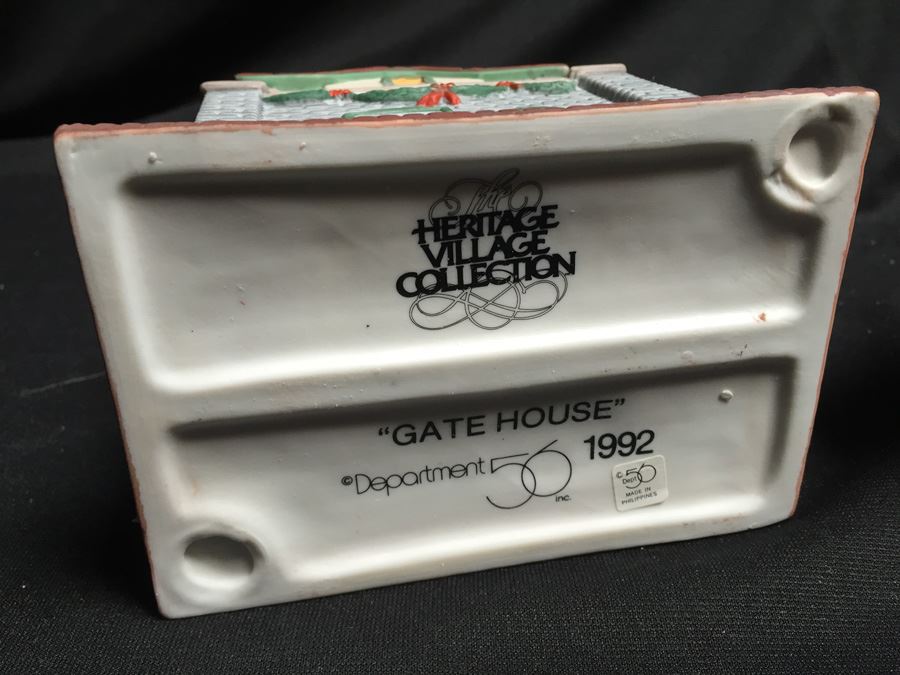 The
HERITAGE
VILLAGE
COLLECTION
“GATE HOUSE”
1992
©Department 56
inc.
© Dept 56
MADE IN
PHILIPPINES